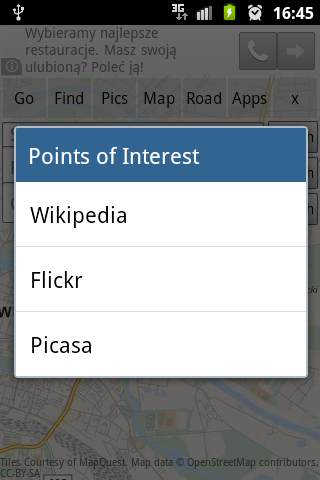 16:45
3G
Wybieramy najlepsze
restauracje. Masz swoją
ulubioną? Poleć ją!
Go Find Pics Map Road Apps x
Points of Interest
Wikipedia
Flickr
Picasa
Tiles Courtesy of MapQuest. Map data © OpenStreetMap contributors,
CC-BY-SA